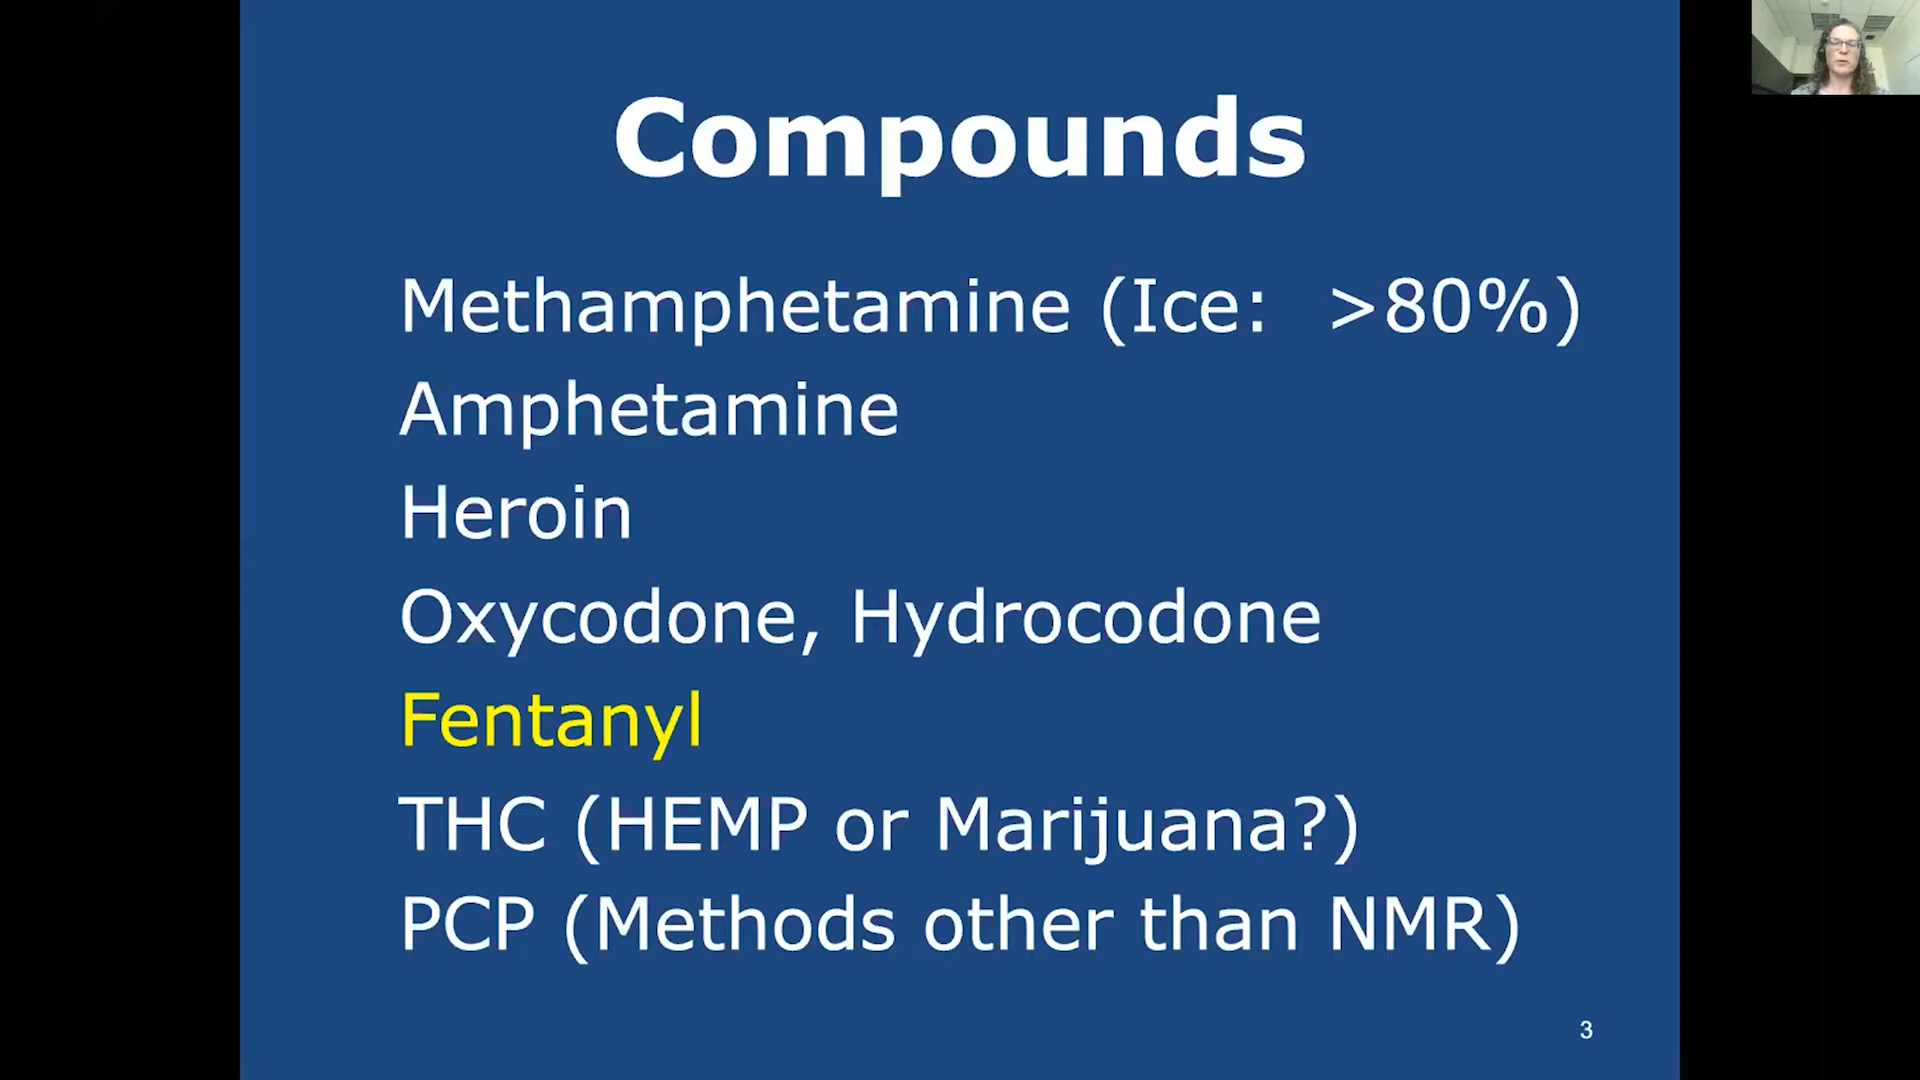 Compounds
Methamphetamine (Ice:  >80%)
Amphetamine
Heroin
Oxycodone, Hydrocodone
Fentanyl
THC (HEMP or Marijuana?)
PCP (Methods other than NMR)
3